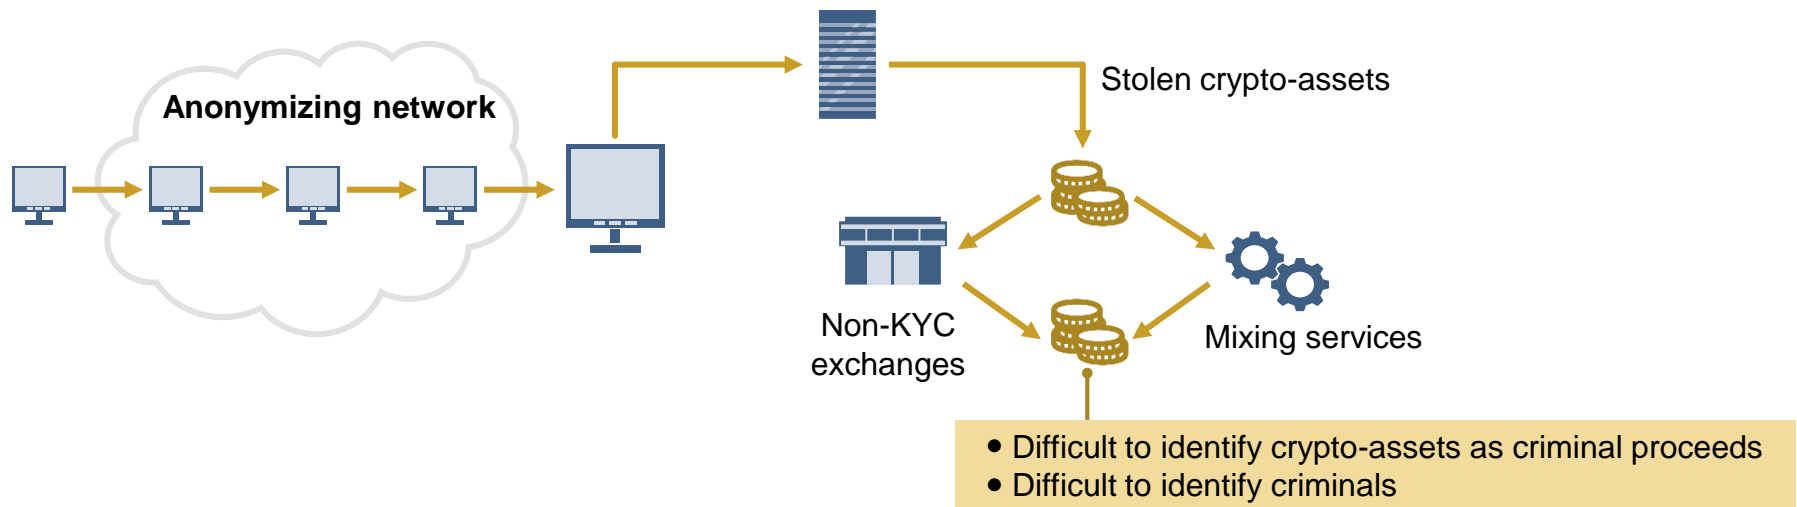 Anonymizing network
Stolen crypto-assets
Non-KYC
exchanges
Mixing services
• Difficult to identify crypto-assets as criminal proceeds
• Difficult to identify criminals